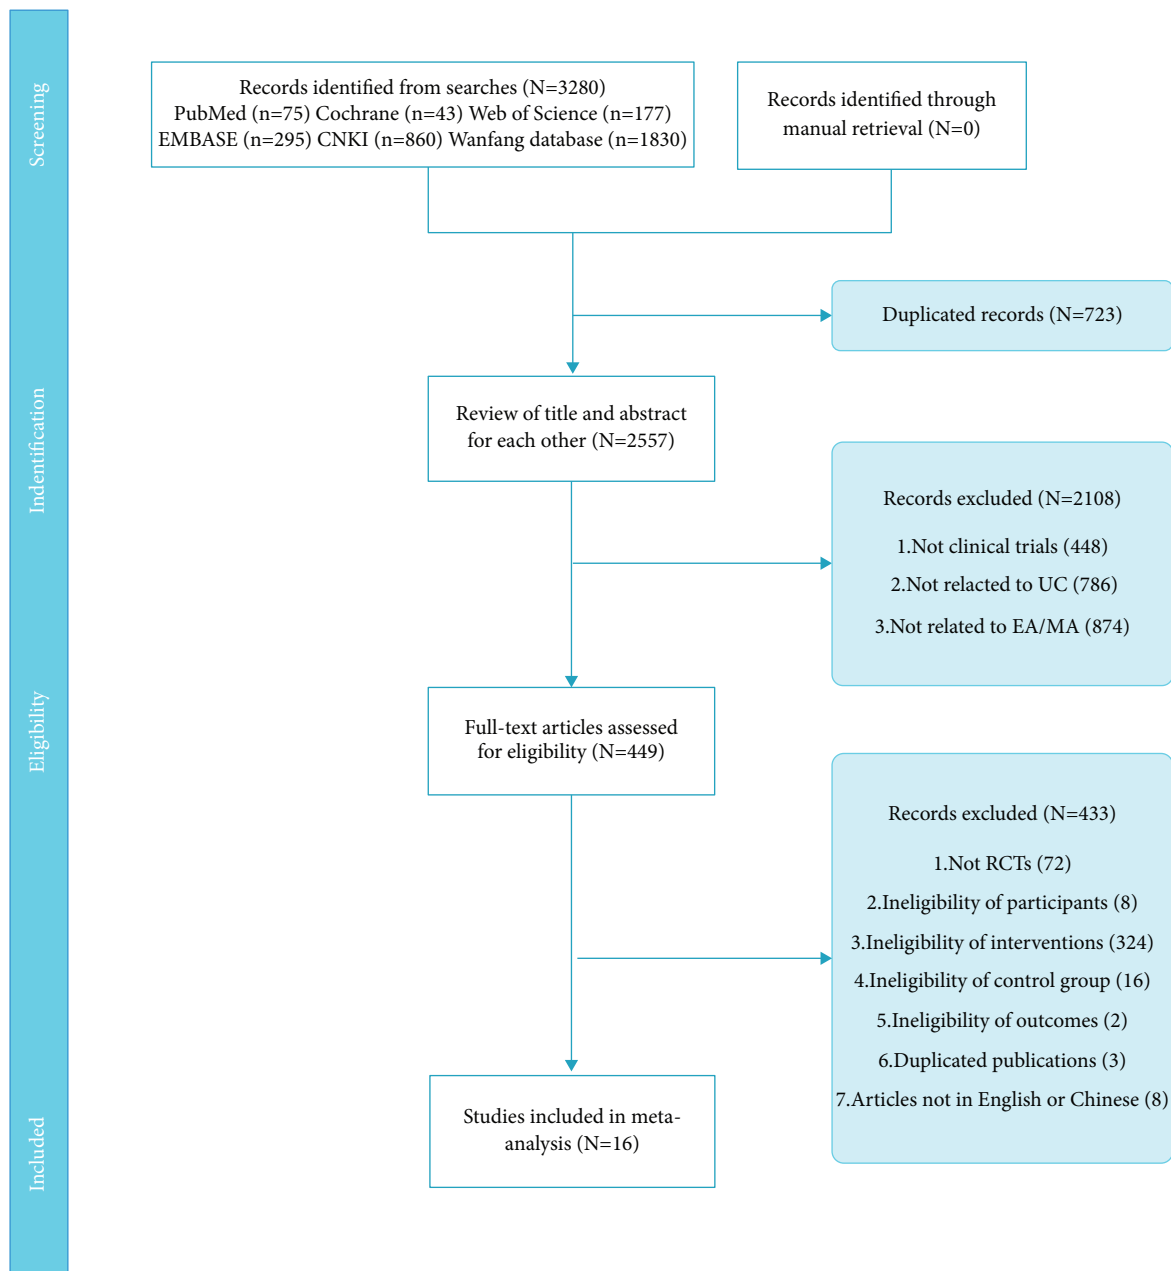 Screening
Records identified from searches (N=3280)
PubMed (n=75) Cochrane (n=43) Web of Science (n=177)
EMBASE (n=295) CNKI (n=860) Wanfang database (n=1830)
Records identified through
manual retrieval (N=0)
Duplicated records (N=723)
Indentification
Review of title and abstract
for each other (N=2557)
Records excluded (N=2108)
1.Not clinical trials (448)
2.Not relacted to UC (786)
3.Not related to EA/MA (874)
Eligibility
Full-text articles assessed
for eligibility (N=449)
Records excluded (N=433)
1.Not RCTs (72)
2.Ineligibility of participants (8)
3.Ineligibility of interventions (324)
4.Ineligibility of control group (16)
5.Ineligibility of outcomes (2)
6.Duplicated publications (3)
7.Articles not in English or Chinese (8)
Included
Studies included in meta-
analysis (N=16)